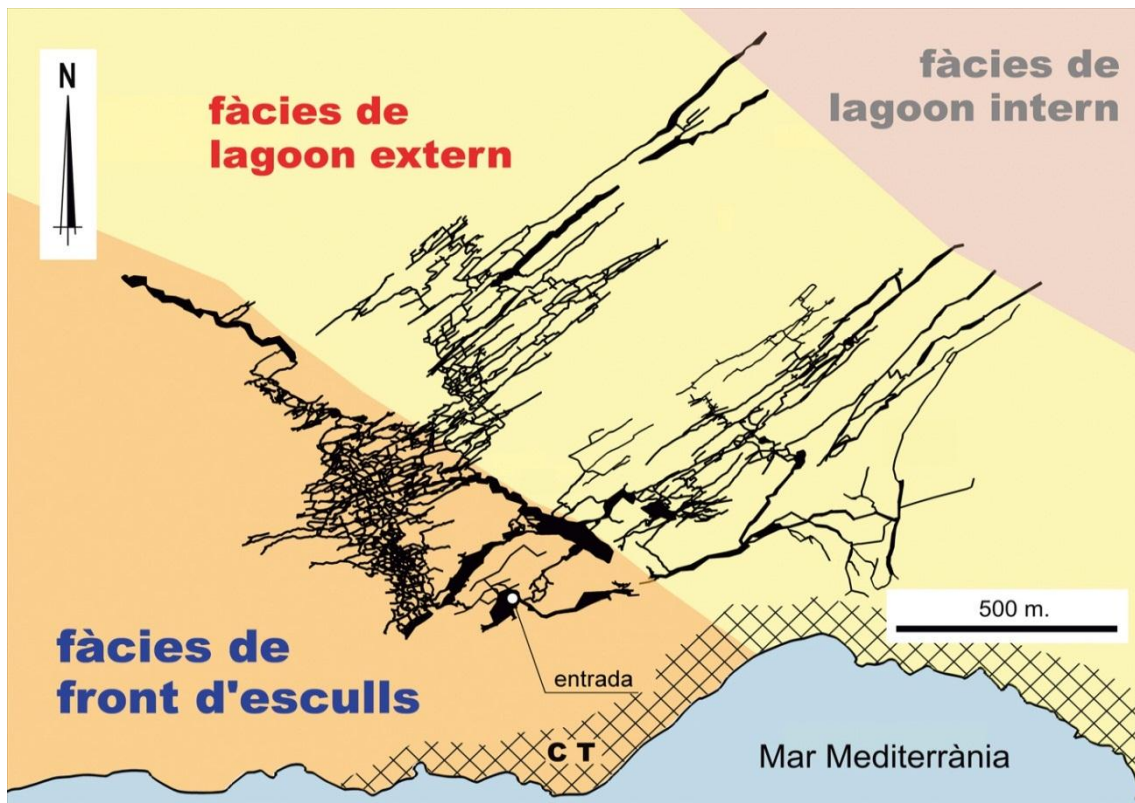 N
fàcies de
lagoon extern
fàcies de
lagoon intern
500 m.
fàcies de
front d'esculls
entrada
C T
Mar Mediterrània